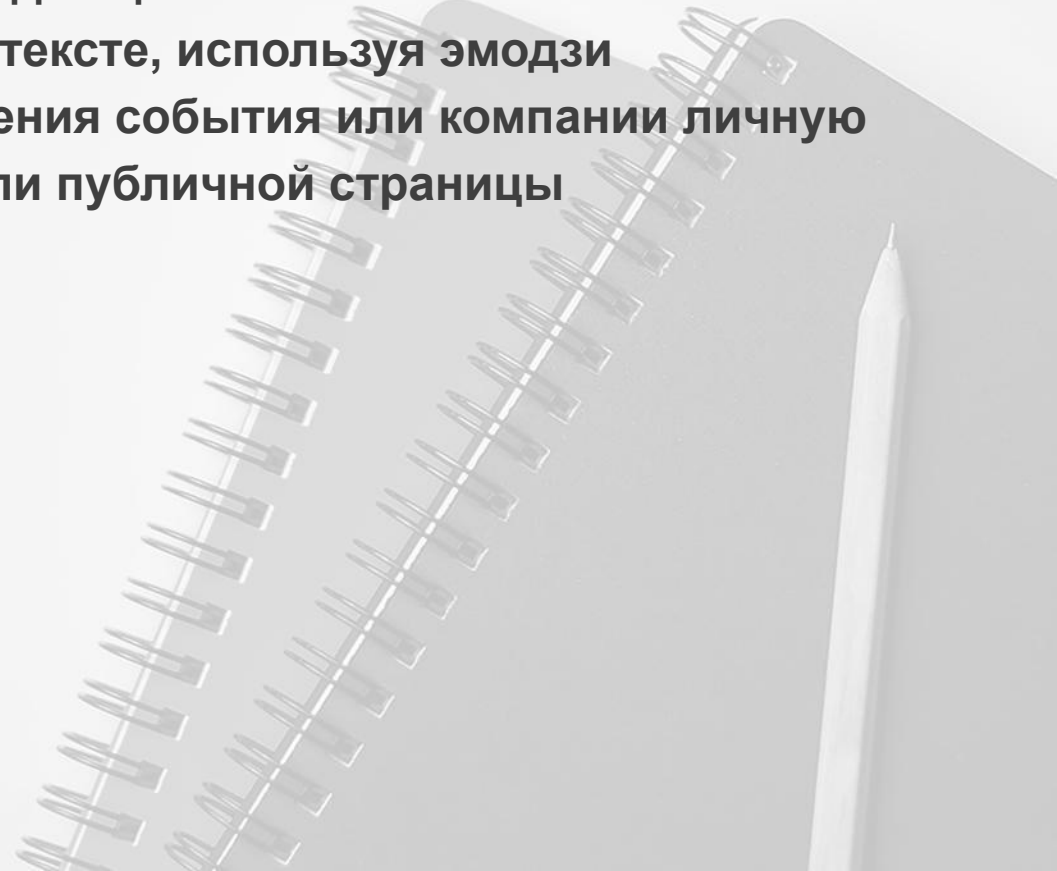 тексте, используя эмодзи
ения события или компании личную
ли публичной страницы